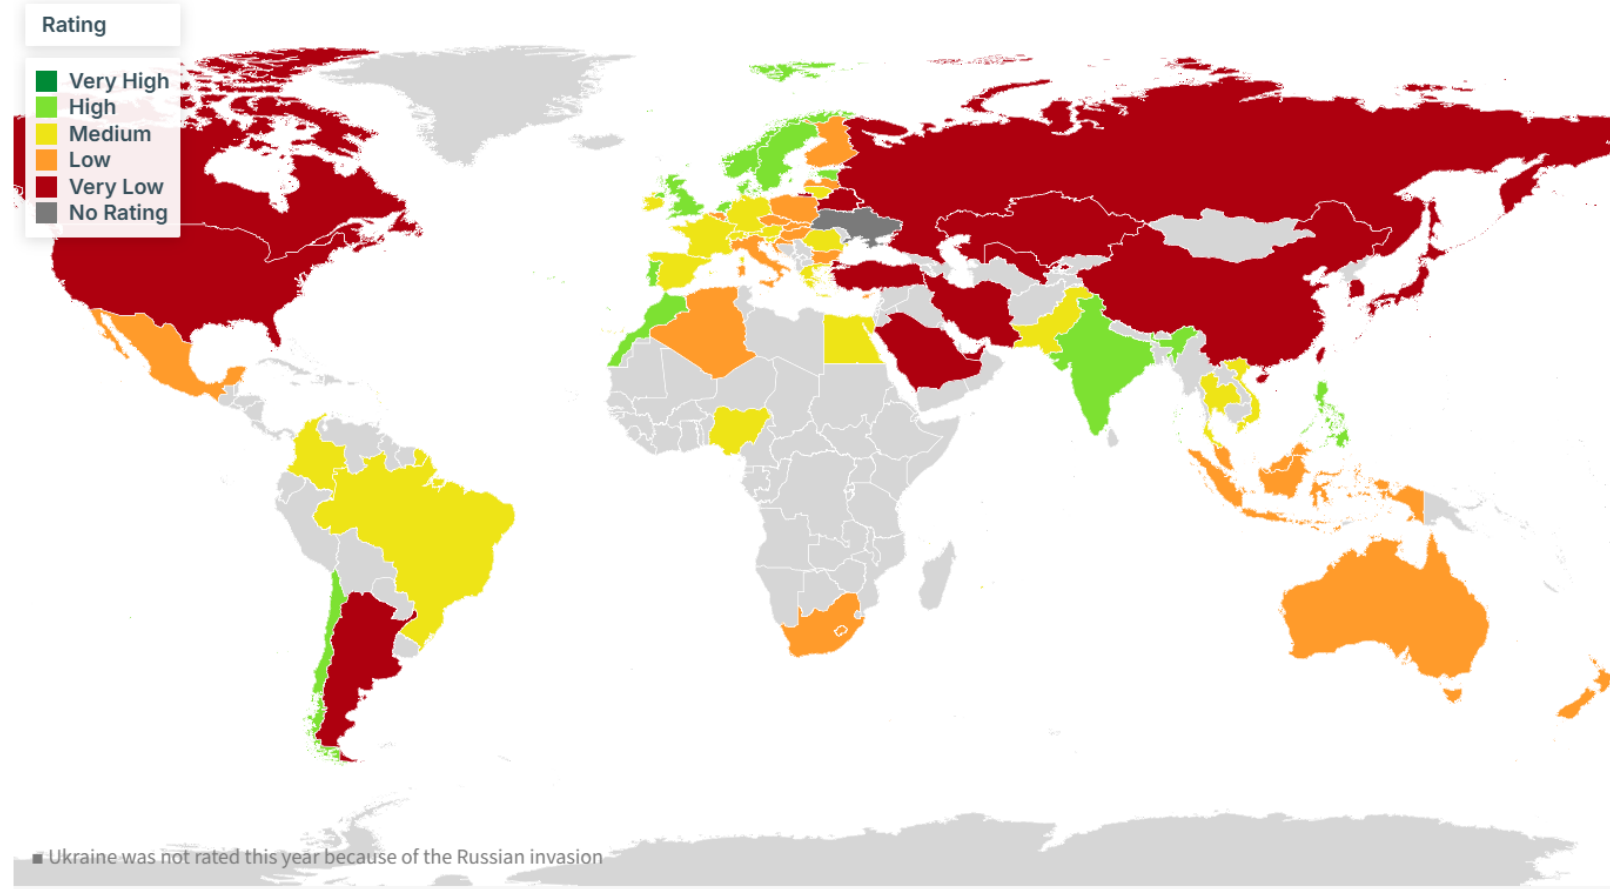 Rating
Very High
High
Medium
Low
Very Low
No Rating
Ukraine was not rated this year because of the Russian invasion